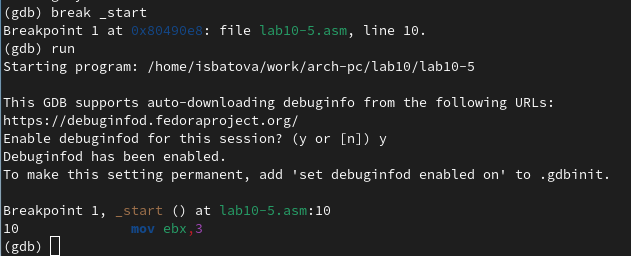 (gdb) break _start
Breakpoint 1 at 0x80490e8: file lab10-5.asm, line 10.
(gdb) run
Starting program: /home/isbatova/work/arch-pc/lab10/lab10-5
This GDB supports auto-downloading debuginfo from the following URLs:
https://debuginfod.fedoraproject.org/
Enable debuginfod for this session? (y or [n]) y
Debuginfod has been enabled.
To make this setting permanent, add 'set debuginfod enabled on' to .gdbinit.
Breakpoint 1, _start () at lab10-5.asm:10
10 mov ebx,3
(gdb)